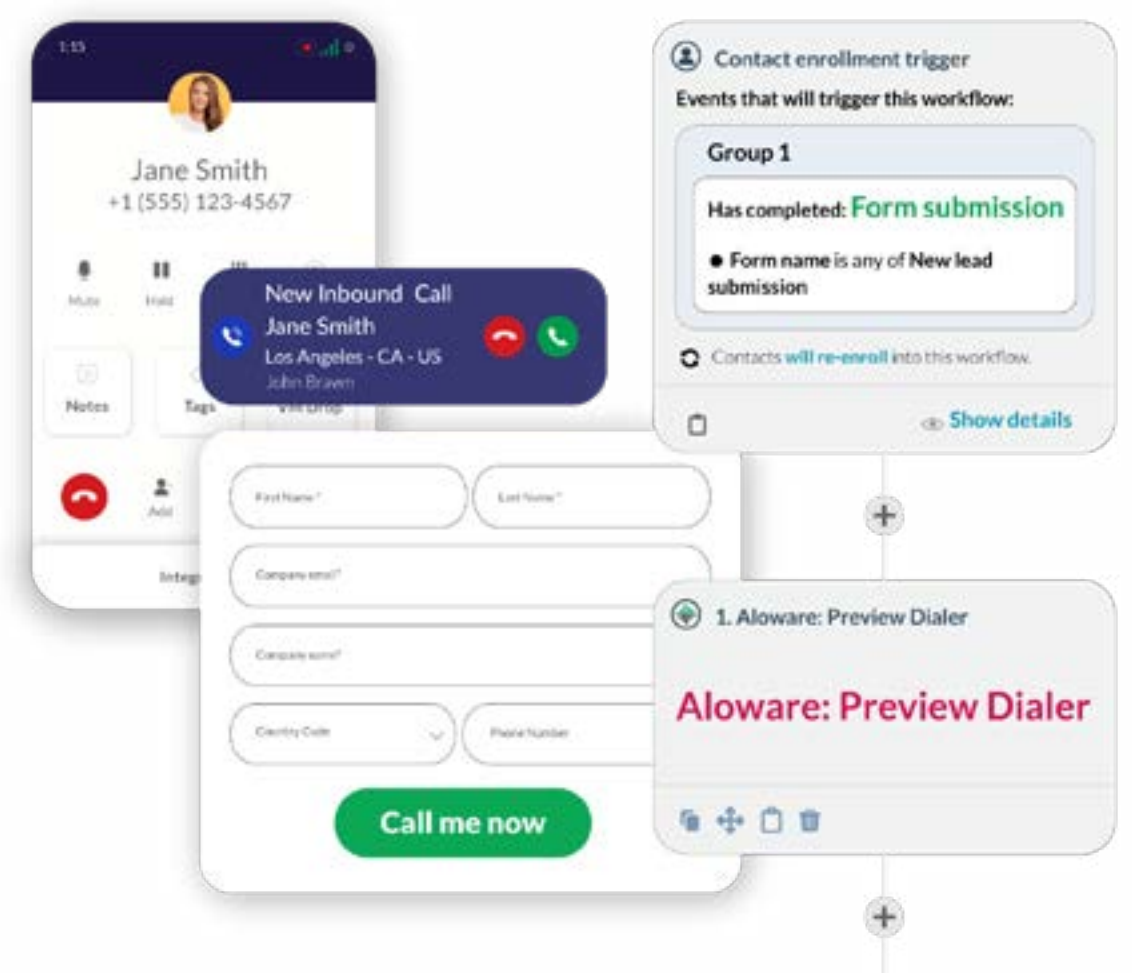 1:15
Jane Smith
+1 (555) 123-4567
Mute
Hold
New Inbound Call
Jane Smith
Los Angeles - CA - US
John Brawn
Notes
Tags
VM Drop
Add
Integ
First Name *
Last Name *
Company email*
Company name*
Country Code
Phone Number
Call me now
Contact enrollment trigger
Events that will trigger this workflow:
Group 1
Has completed: Form submission
● Form name is any of New lead
submission
Contacts will re-enroll into this workflow.
Show details
1. Aloware: Preview Dialer
Aloware: Preview Dialer